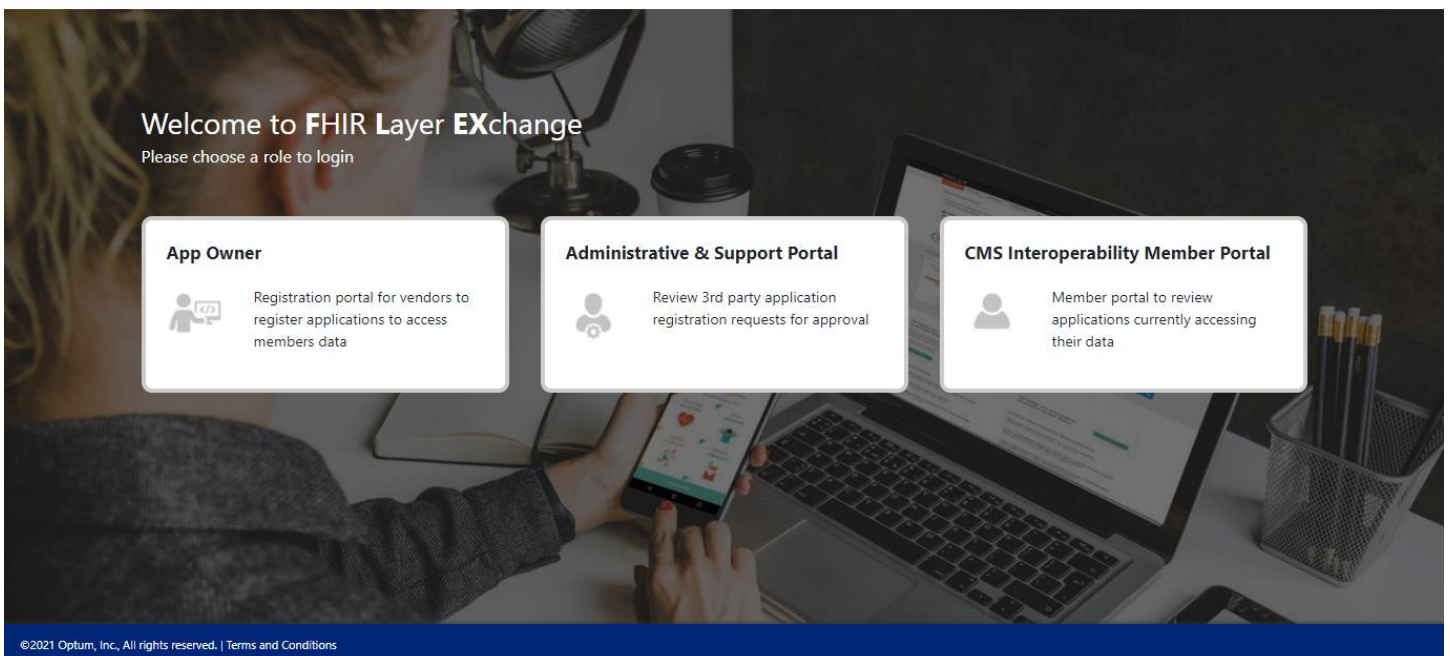 Welcome to FHIR Layer EXchange
Please choose a role to login
App Owner
Registration portal for vendors to
register applications to access
members data
Administrative & Support Portal
Review 3rd party application
registration requests for approval
CMS Interoperability Member Portal
Member portal to review
applications currently accessing
their data
©2021 Optum, Inc., All rights reserved. | Terms and Conditions